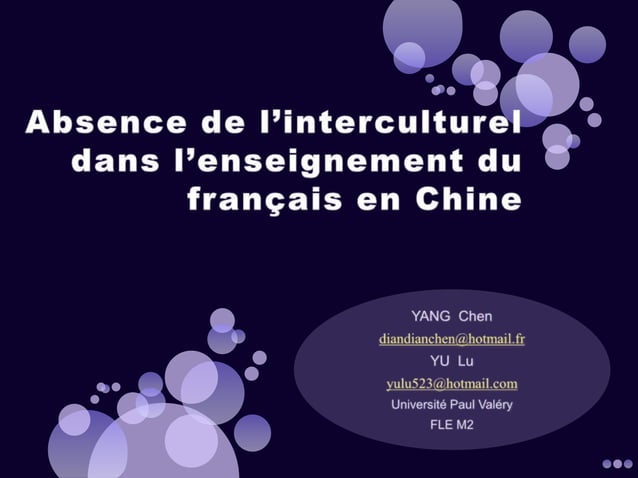 Absence de l’interculturel
dans l’enseignement du
français en Chine
YANG Chen
diandianchen@hotmail.fr
YU Lu
yulu523@hotmail.com
Université Paul Valéry
FLE M2